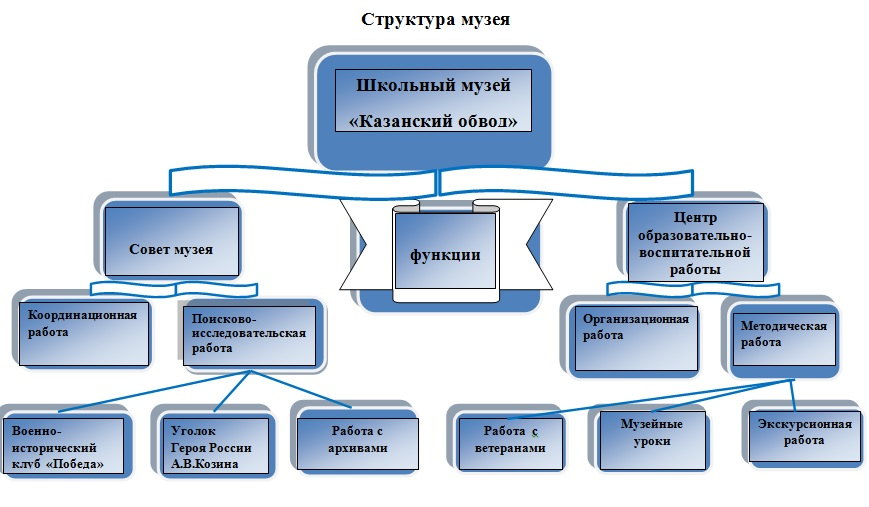 Структура музея
Школьный музей
«Казанский обвод»
Совет музея
функции
Центр
образовательно-
воспитательной
работы
Координационная
работа
Поисково-
исследовательская
работа
Организационная
работа
Методическая
работа
Военно-
исторический
клуб «Победа»
Уголок
Героя России
А.В.Козина
Работа с
архивами
Работа с
ветеранами
Музейные
уроки
Экскурсионная
работа